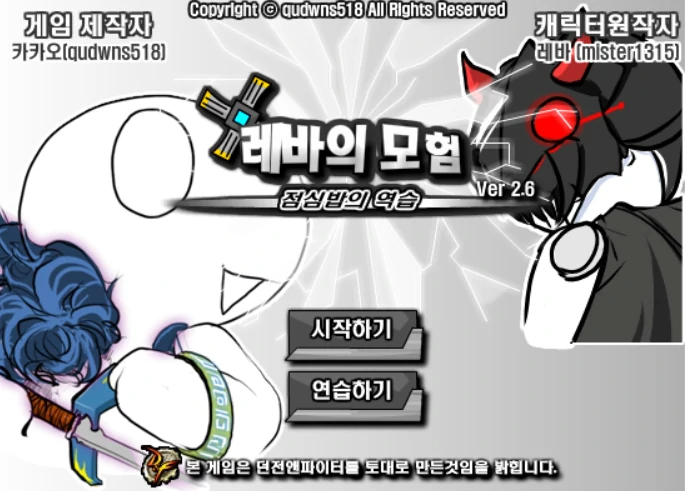 Copyright ⓒ qudwns518 All Rights Reserved
게임 제작자
카카오(qudwns518)
캐릭터원작자
레바 (mister1315)
레바의 모험
Ver 2.6
점심밥의 역습
시작하기
연습하기
본 게임은 던전앤파이터를 토대로 만든것임을 밝힙니다.